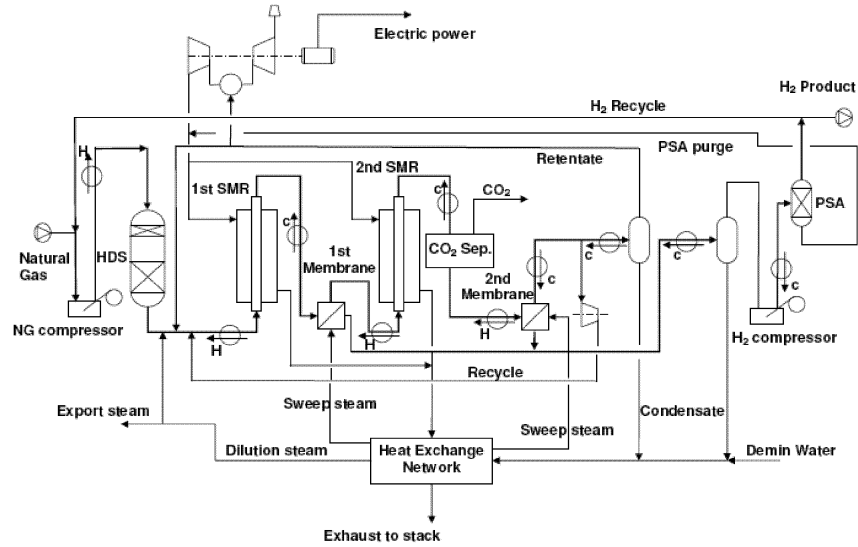 Electric power
H₂ Product
H₂ Recycle
PSA purge
H
Retentate
2nd SMR
1st SMR
CO₂
c
c
PSA
HDS
1st
Membrane
CO₂ Sep.
Natural
Gas
2nd
Membrane
c
c
c
c
NG compressor
H
H
H
H₂ compressor
Recycle
Sweep steam
Export steam
Condensate
Sweep steam
Dilution steam
Heat Exchange
Network
Demin Water
Exhaust to stack